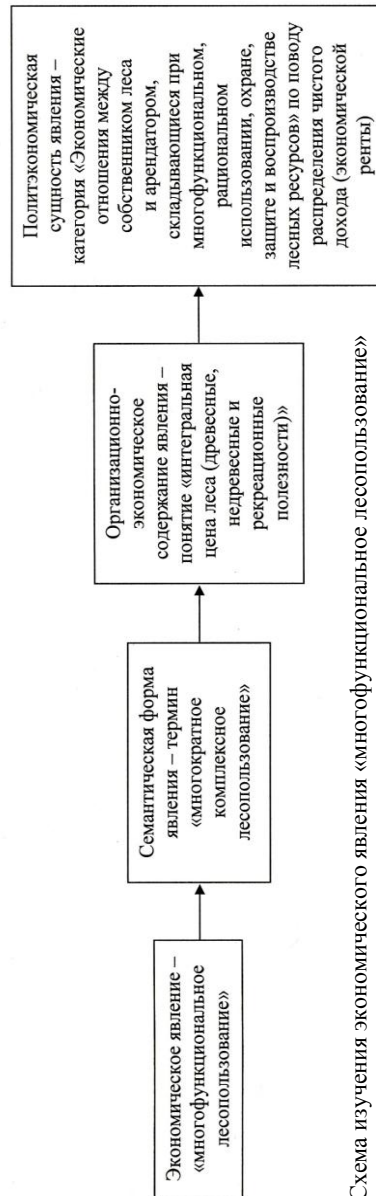 Экономическое явление –
«многофункциональное
лесопользование»
Семантическая форма
явления – термин
«многократное
комплексное
лесопользование»
Организационно-
экономическое
содержание явления –
понятие «интегральная
цена леса (древесные,
недревесные и
рекреационные
полезности)»
Политэкономическая
сущность явления –
категория «Экономические
отношения между
собственником леса
и арендатором,
складывающиеся при
многофункциональном,
рациональном
использовании, охране,
защите и воспроизводстве
лесных ресурсов» по поводу
распределения чистого
дохода (экономической
ренты)
Схема изучения экономического явления «многофункциональное лесопользование»